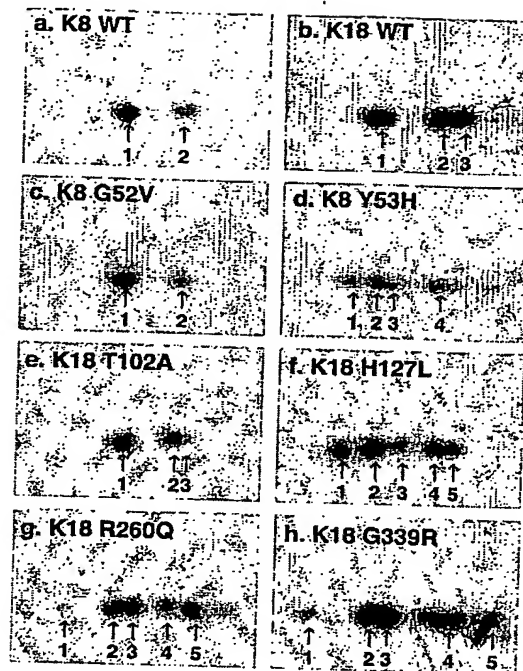 a. K8 WT
1 2
b. K18 WT
1 2 3
c. K8 G52V
1 2
d. K8 Y53H
1 2 3 4
e. K18 T102A
1 23
f. K18 H127L
1 2 3 4 5
g. K18 R260Q
1 2 3 4 5
h. K18 G339R
1 2 3 4 5